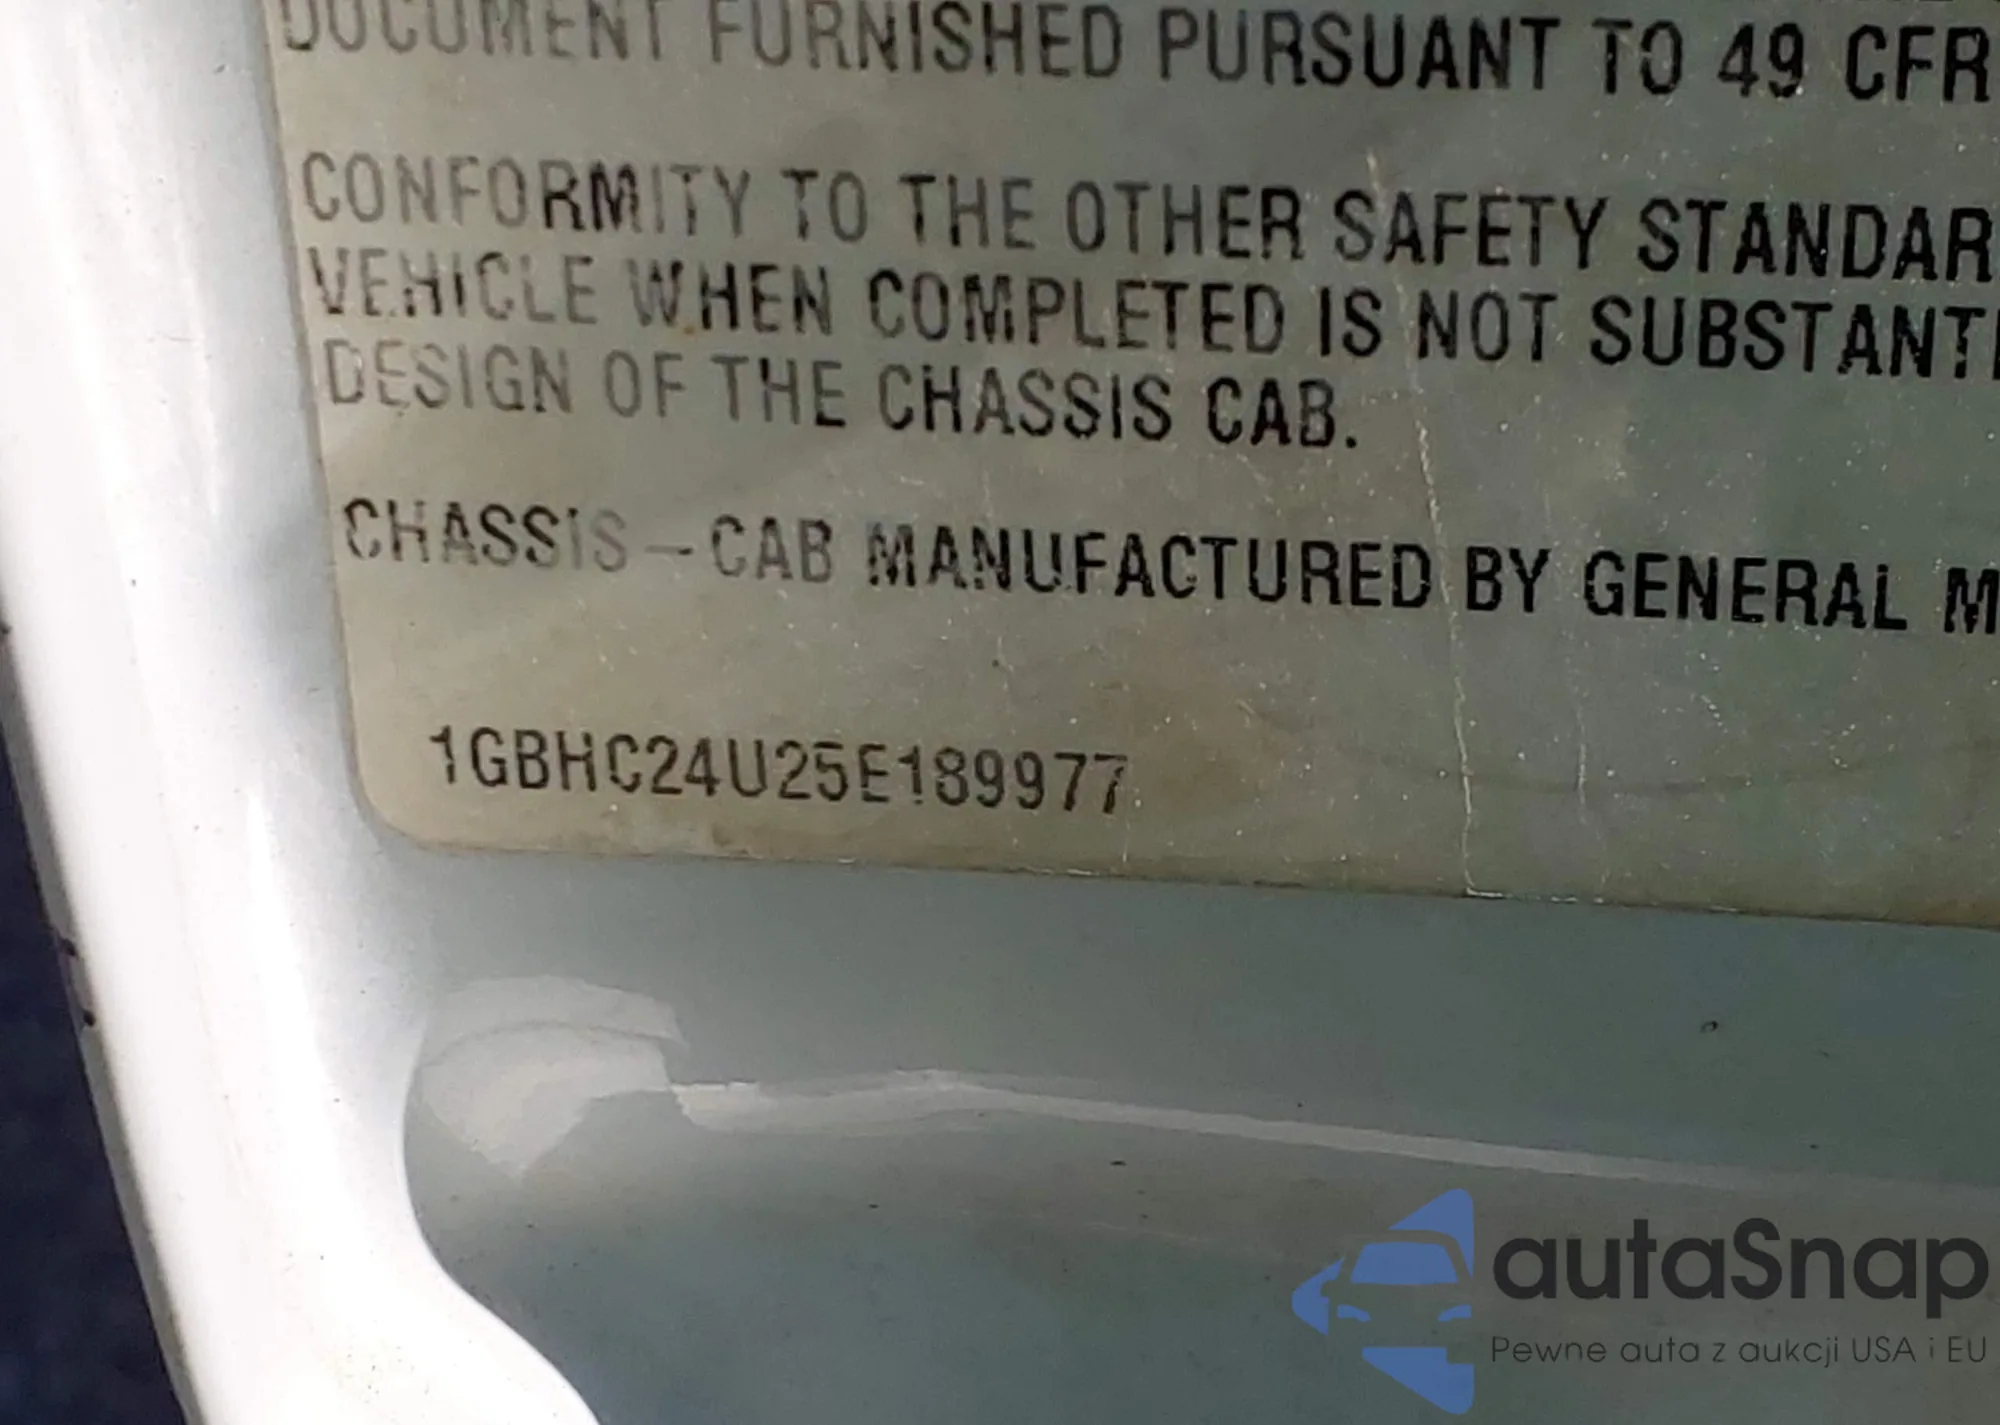 DOCUMENT FURNISHED PURSUANT TO 49 CFR
CONFORMITY TO THE OTHER SAFETY STANDAR
VEHICLE WHEN COMPLETED IS NOT SUBSTANTI
DESIGN OF THE CHASSIS CAB.
CHASSIS - CAB MANUFACTURED BY GENERAL M
1GBHC24U25E189977
autaSnap
Pewne auta z aukcji USA i EU